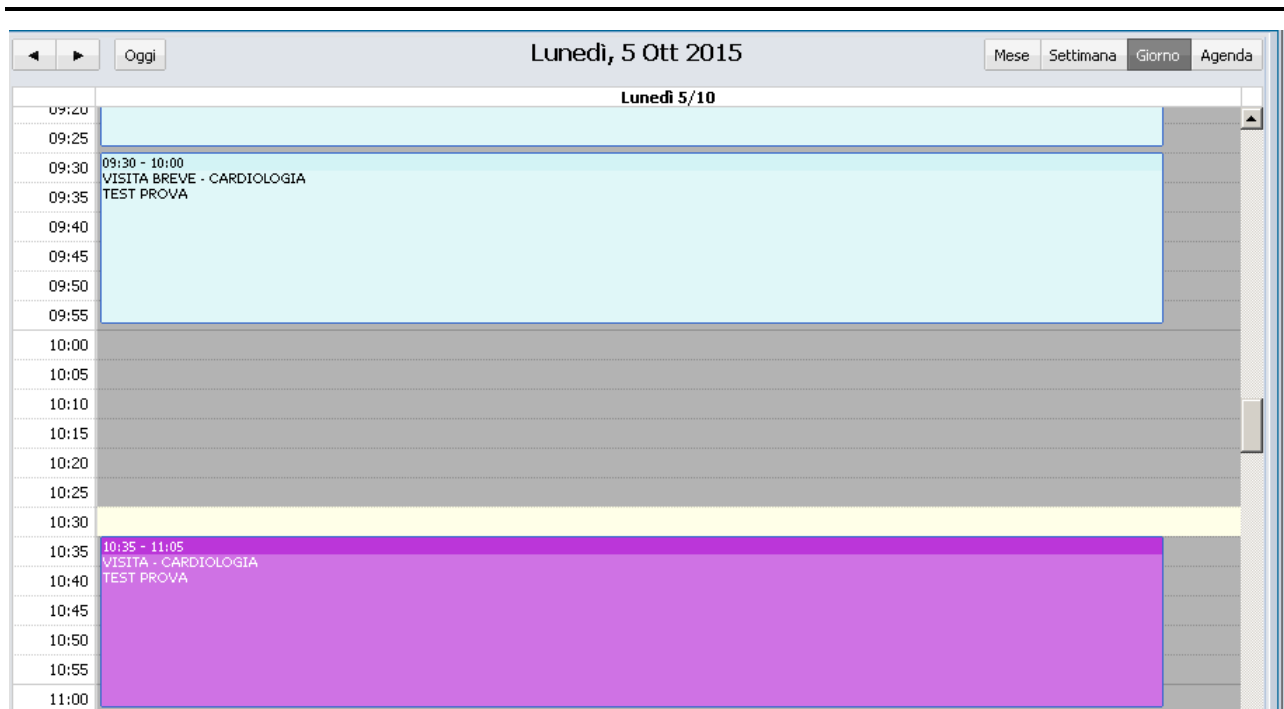 Oggi
Lunedì, 5 Ott 2015
Mese Settimana Giorno Agenda
Lunedì 5/10
09:20
09:25
09:30
09:30 - 10:00
VISITA BREVE - CARDIOLOGIA
09:35
TEST PROVA
09:40
09:45
09:50
09:55
10:00
10:05
10:10
10:15
10:20
10:25
10:30
10:35
10:35 - 11:05
VISITA - CARDIOLOGIA
10:40
TEST PROVA
10:45
10:50
10:55
11:00